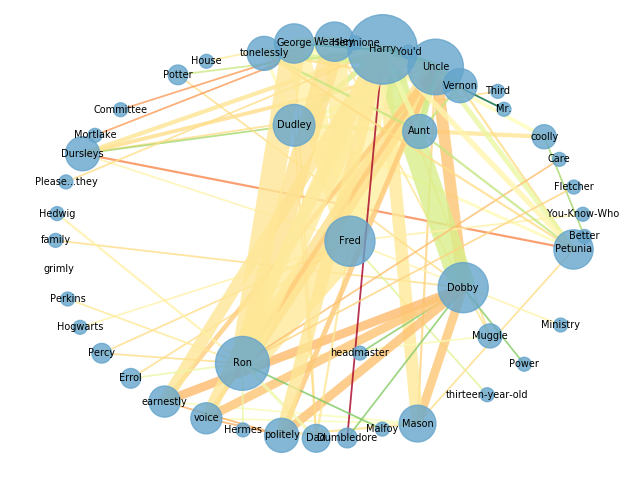 Weasley
Hermione
George
Harry
You'd
tonelessly
House
Uncle
Potter
Vernon
Third
Committee
Mr.
Dudley
Aunt
Mortlake
coolly
Dursleys
Care
Please...they
Fletcher
Hedwig
You-Know-Who
Better
family
Fred
Petunia
grimly
Dobby
Perkins
Hogwarts
Ministry
Muggle
Percy
headmaster
Ron
Power
Errol
thirteen-year-old
earnestly
voice
Mason
Hermes
Malfoy
politely
Dad
Dumbledore